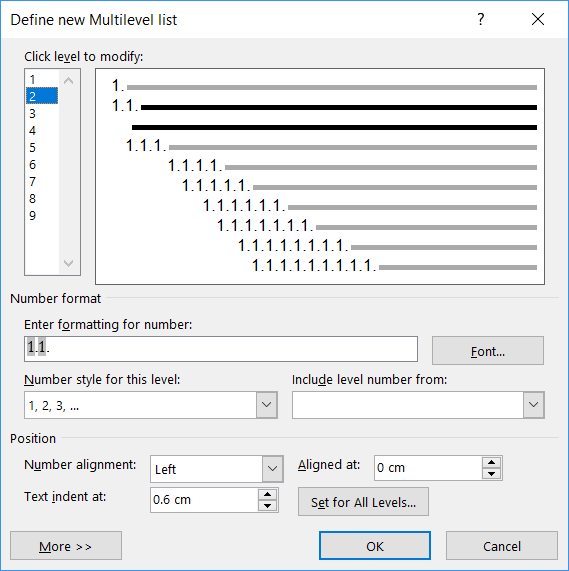 Define new Multilevel list ?
Click level to modify:
1
2
3
4
5
6
7
8
9
1.
1.1.
1.1.1.
1.1.1.1.
1.1.1.1.1.
1.1.1.1.1.1.
1.1.1.1.1.1.1.
1.1.1.1.1.1.1.1.
1.1.1.1.1.1.1.1.1.
Number format
Enter formatting for number:
1.1.
Font...
Number style for this level: Include level number from:
1, 2, 3, ...
Position
Number alignment: Left Aligned at: 0 cm
Text indent at: 0.6 cm Set for All Levels...
More >> OK Cancel